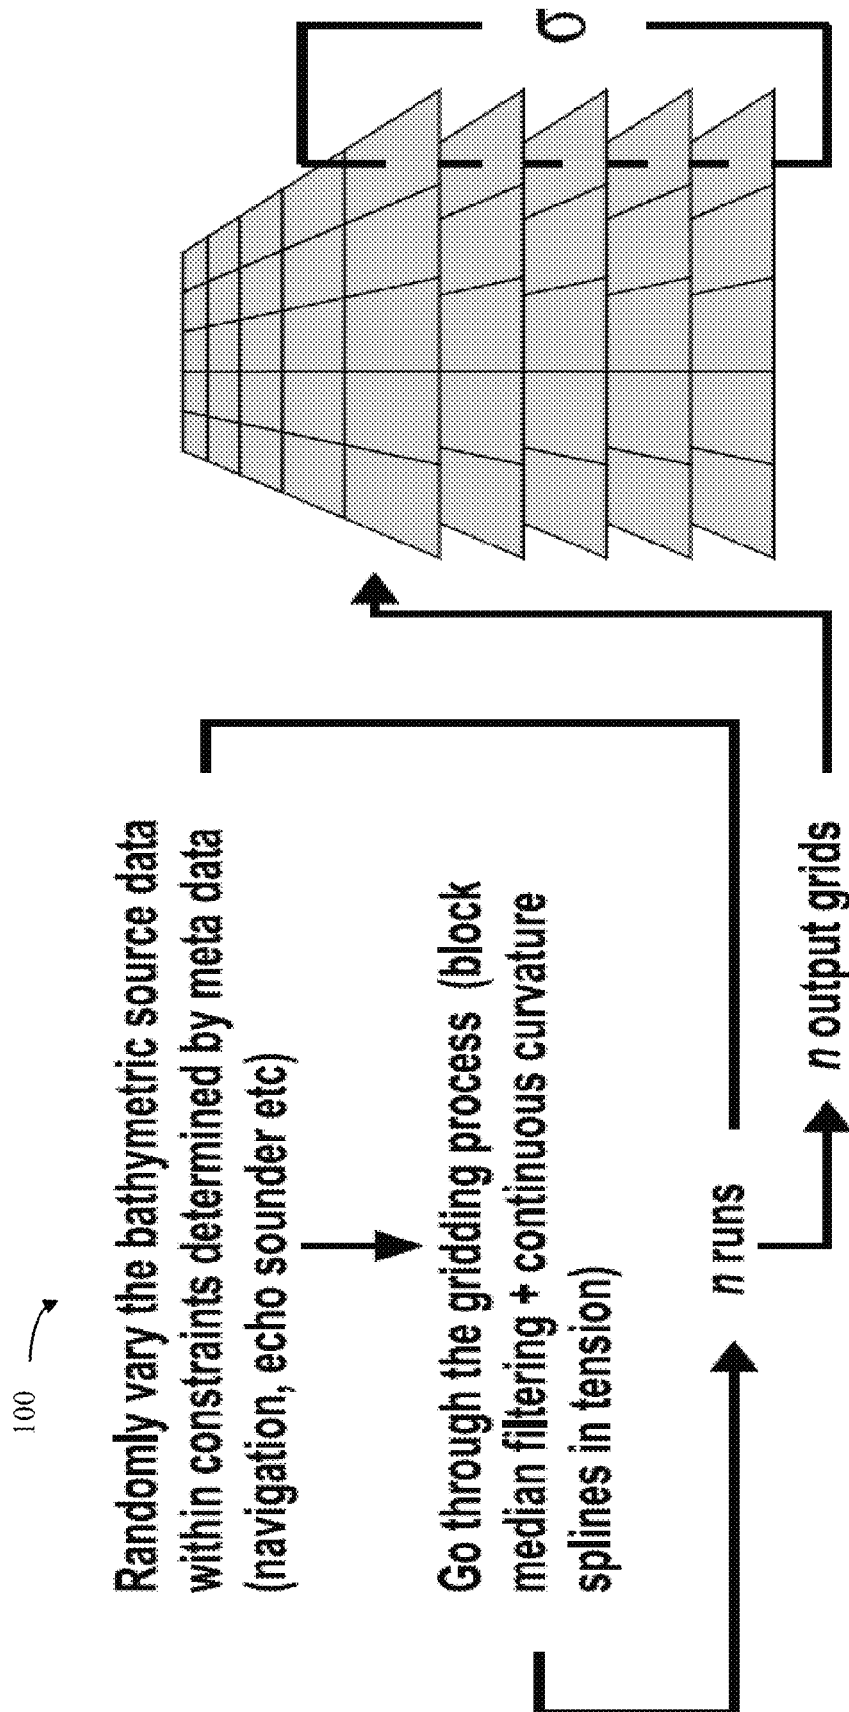 100
Randomly vary the bathymetric source data
within constraints determined by meta data
(navigation, echo sounder etc)
Go through the gridding process (block
median filtering + continuous curvature
splines in tension)
n runs
n output grids
σ